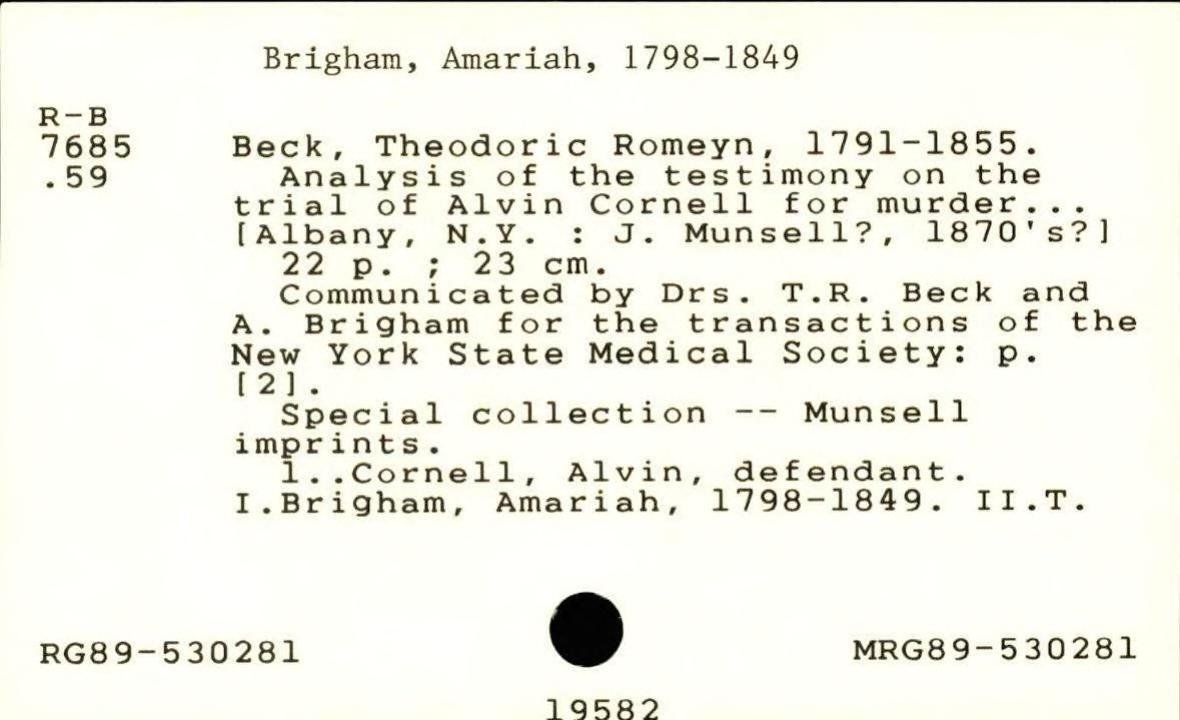 Brigham, Amariah, 1798-1849
R-B
7685 Beck, Theodoric Romeyn, 1791-1855.
.59 Analysis of the testimony on the
trial of Alvin Cornell for murder...
[Albany, N.Y. : J. Munsell?, 1870's?]
22 p. ; 23 cm.
Communicated by Drs. T.R. Beck and
A. Brigham for the transactions of the
New York State Medical Society: p.
[2].
Special collection -- Munsell
imprints.
1..Cornell, Alvin, defendant.
I.Brigham, Amariah, 1798-1849. II.T.
RG89-530281 MRG89-530281
19582